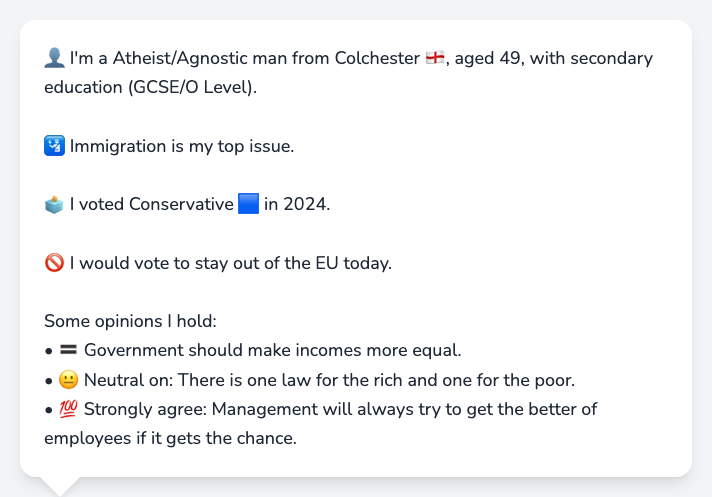 👤 I'm a Atheist/Agnostic man from Colchester 🏴󠁧󠁢󠁥󠁮󠁧󠁿, aged 49, with secondary
education (GCSE/O Level).
🛂 Immigration is my top issue.
🗳️ I voted Conservative 🟦 in 2024.
🚫 I would vote to stay out of the EU today.
Some opinions I hold:
• 🟰 Government should make incomes more equal.
• 😐 Neutral on: There is one law for the rich and one for the poor.
• 💯 Strongly agree: Management will always try to get the better of
employees if it gets the chance.